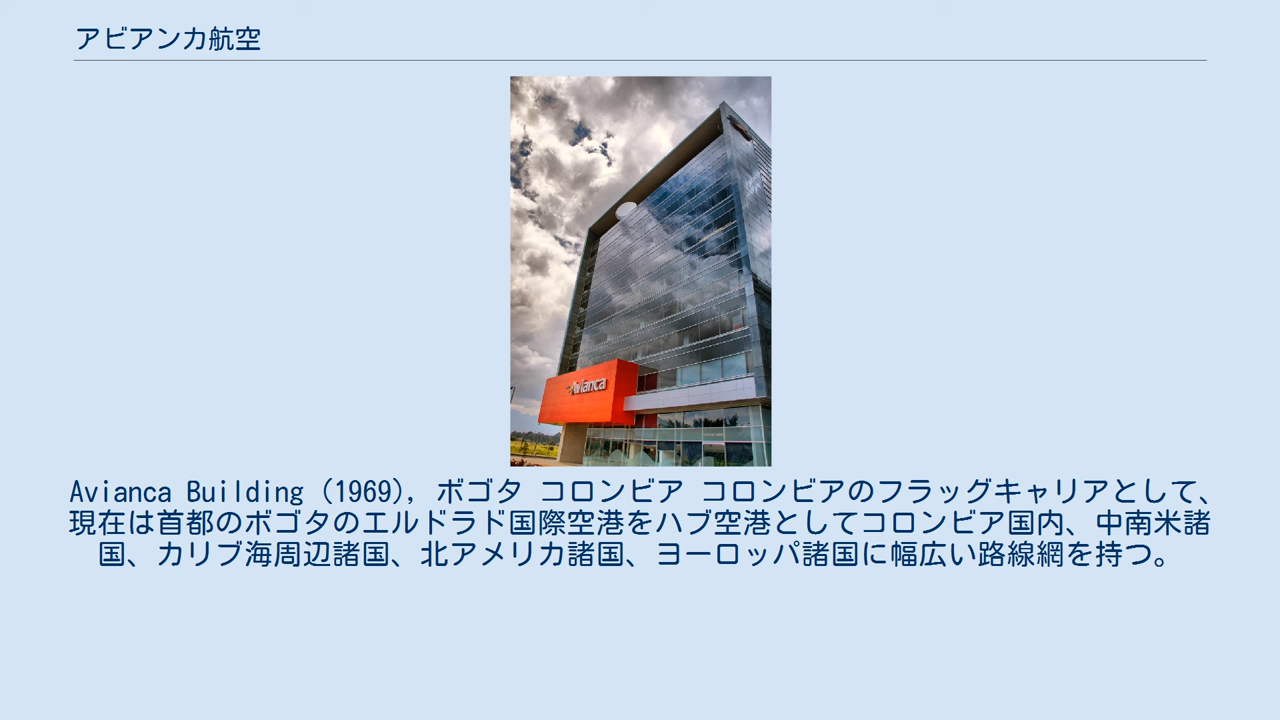 アビアンカ航空
Avianca
Avianca Building (1969), ボゴタ コロンビア コロンビアのフラッグキャリアとして、
現在は首都のボゴタのエルドラド国際空港をハブ空港としてコロンビア国内、中南米諸
国、カリブ海周辺諸国、北アメリカ諸国、ヨーロッパ諸国に幅広い路線網を持つ。